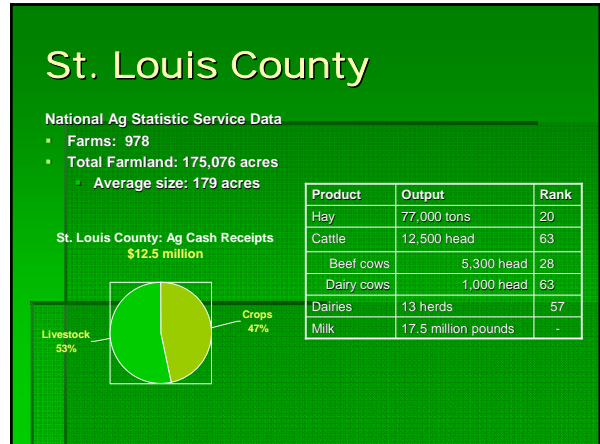 St. Louis County
National Ag Statistic Service Data
▪ Farms: 978
▪ Total Farmland: 175,076 acres
▪ Average size: 179 acres
St. Louis County: Ag Cash Receipts
$12.5 million
Livestock
53%
Crops
47%
Product Output Rank
Hay 77,000 tons 20
Cattle 12,500 head 63
Beef cows 5,300 head 28
Dairy cows 1,000 head 63
Dairies 13 herds 57
Milk 17.5 million pounds -